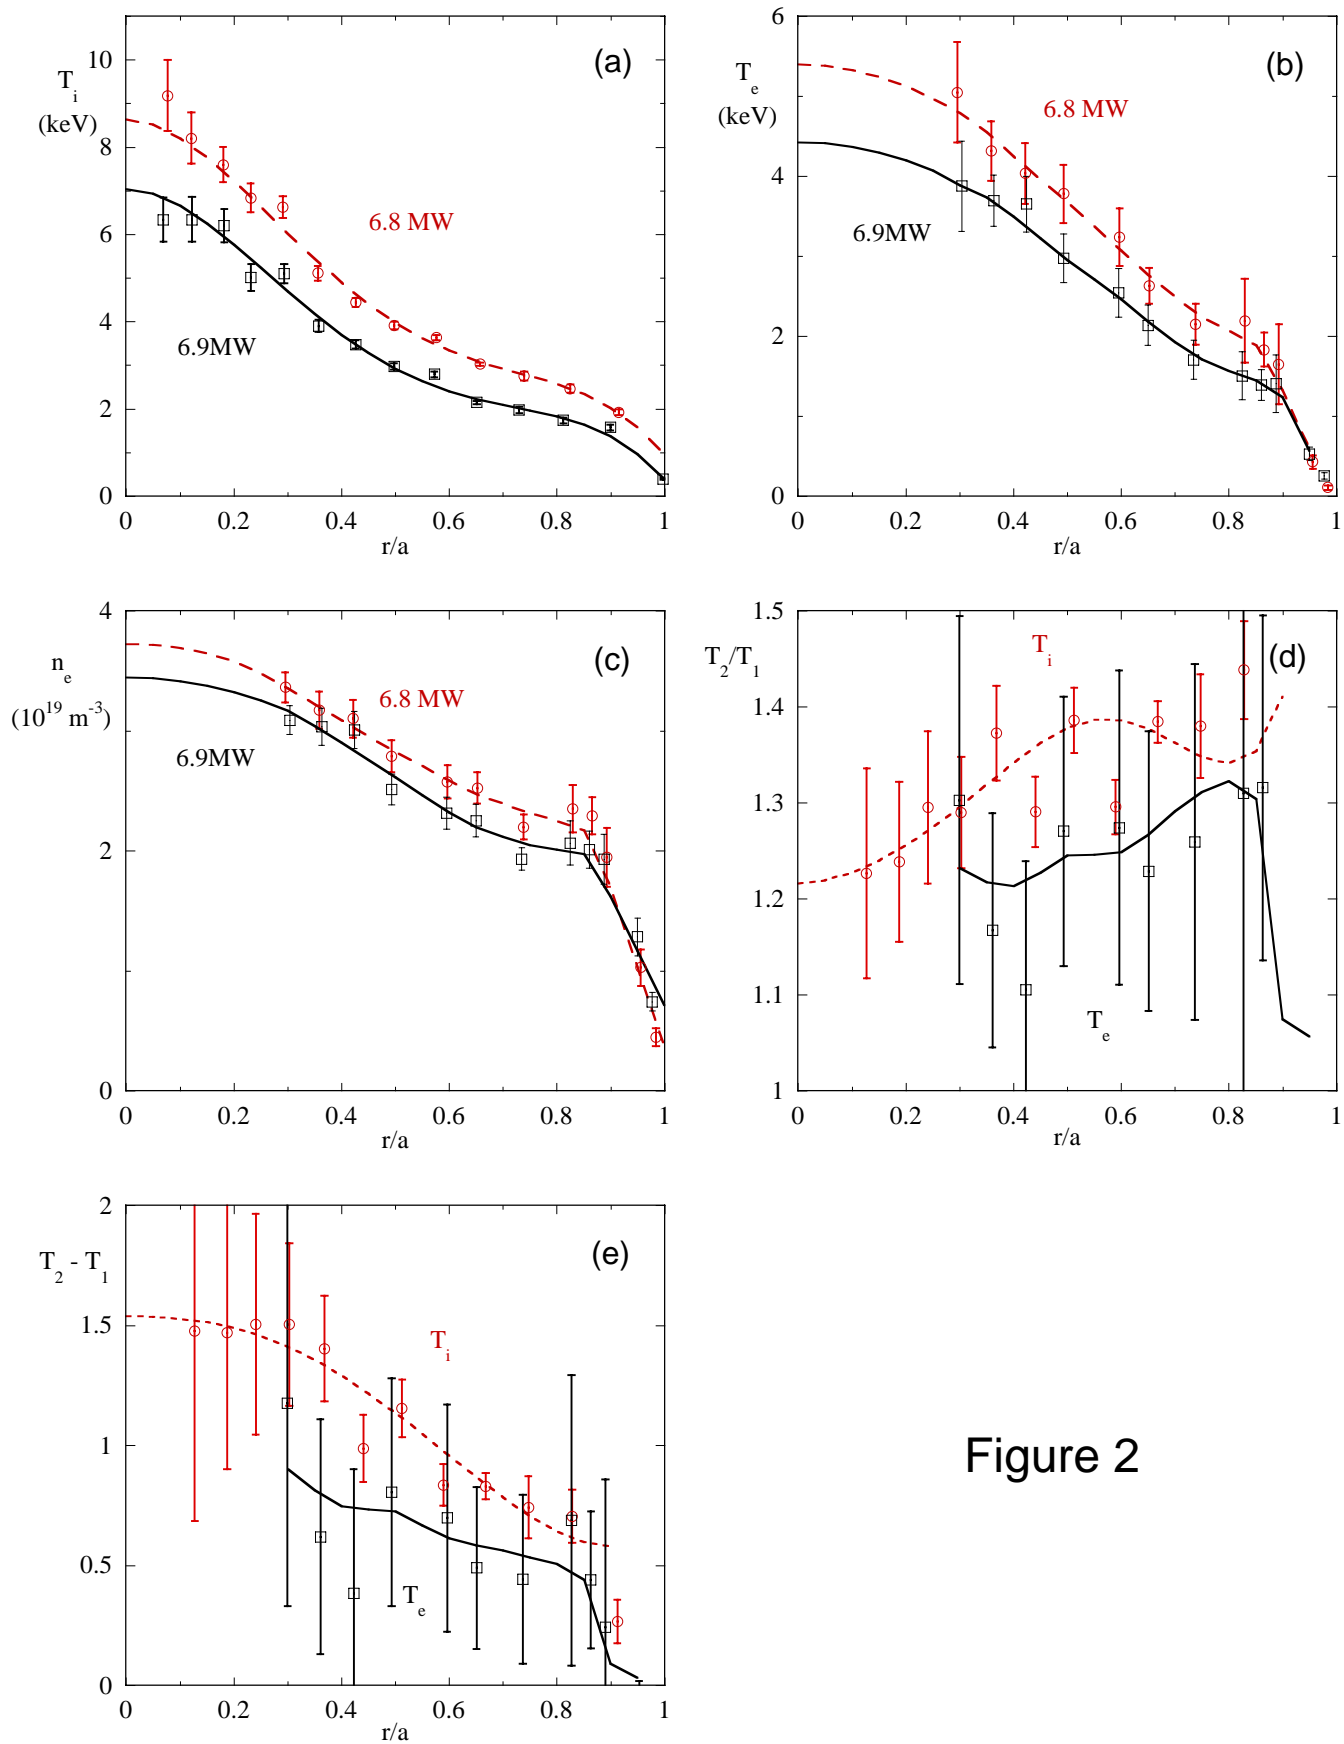 (a)
T_i
(keV)
10
8
6
4
2
0
6.8 MW
6.9MW
0 0.2 0.4 0.6 0.8 1
r/a
(b)
T_e
(keV)
6
4
2
0
6.8 MW
6.9MW
0 0.2 0.4 0.6 0.8 1
r/a
(c)
n_e
(10^19 m^-3)
4
2
0
6.8 MW
6.9MW
0 0.2 0.4 0.6 0.8 1
r/a
(d)
T_2/T_1
1.5
1.4
1.3
1.2
1.1
1
T_i
T_e
0 0.2 0.4 0.6 0.8 1
r/a
(e)
T_2 - T_1
2
1.5
1
0.5
0
T_i
T_e
0 0.2 0.4 0.6 0.8 1
r/a
Figure 2